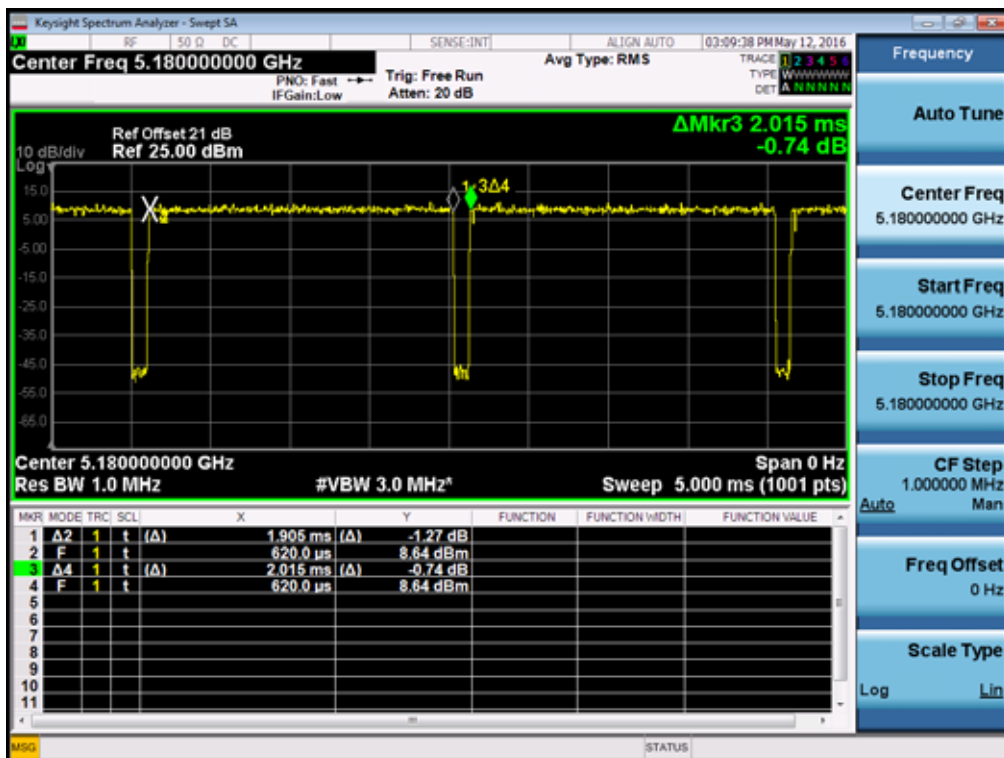 Keysight Spectrum Analyzer - Swept SA
LXI RF 50 Ω DC SENSE:INT ALIGN AUTO 03:09:38 PM May 12, 2016
Center Freq 5.180000000 GHz
PNO: Fast
IFGain:Low
Trig: Free Run
Atten: 20 dB
Avg Type: RMS
TRACE 1 2 3 4 5 6
TYPE WWWWWW
DET A N N N N N
Ref Offset 21 dB
10 dB/div Ref 25.00 dBm
Log
ΔMkr3 2.015 ms
-0.74 dB
3Δ4
15.0
5.00
-5.00
-15.0
-25.0
-35.0
-45.0
-55.0
-65.0
Center 5.180000000 GHz Span 0 Hz
Res BW 1.0 MHz #VBW 3.0 MHz* Sweep 5.000 ms (1001 pts)
MKR MODE TRC SCL X Y FUNCTION FUNCTION WIDTH FUNCTION VALUE
1 Δ2 1 t (Δ) 1.905 ms (Δ) -1.27 dB
2 F 1 t 620.0 µs 8.64 dBm
3 Δ4 1 t (Δ) 2.015 ms (Δ) -0.74 dB
4 F 1 t 620.0 µs 8.64 dBm
5
6
7
8
9
10
11
MSG STATUS
Frequency
Auto Tune
Center Freq
5.180000000 GHz
Start Freq
5.180000000 GHz
Stop Freq
5.180000000 GHz
CF Step
1.000000 MHz
Auto Man
Freq Offset
0 Hz
Scale Type
Log Lin